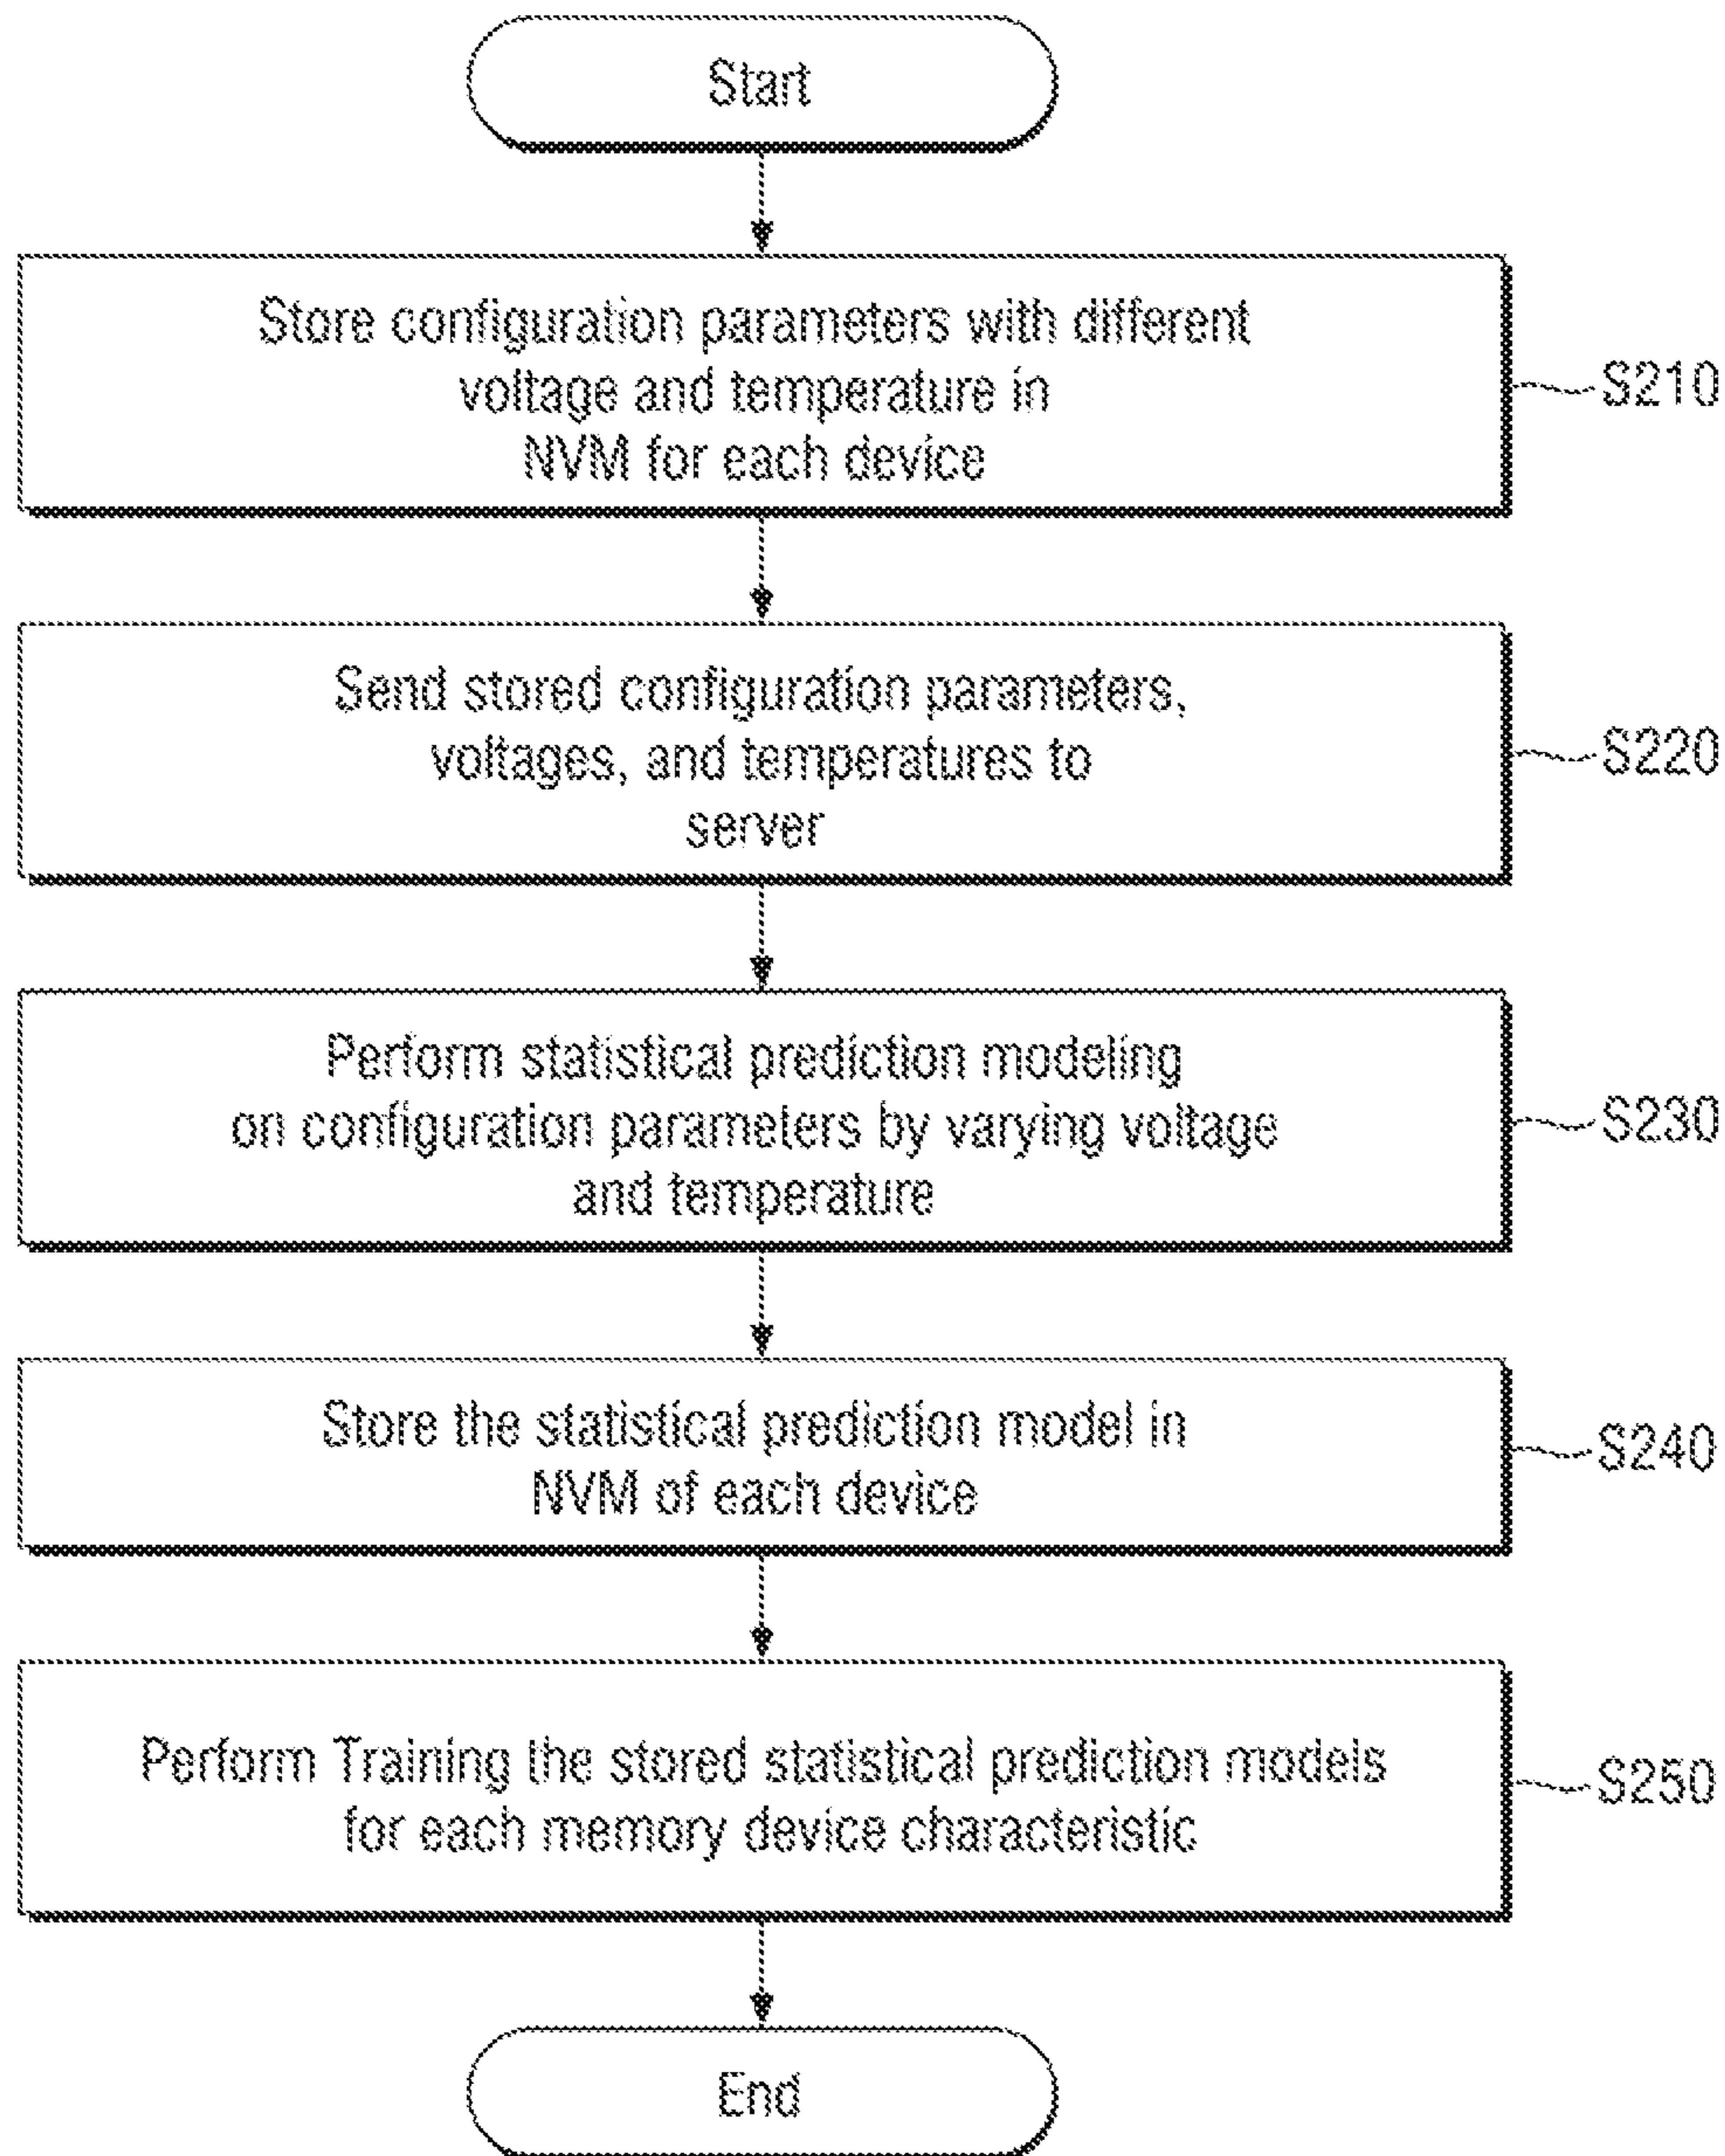 Start
Store configuration parameters with different
voltage and temperature in
NVM for each device
S210
Send stored configuration parameters,
voltages, and temperatures to
server
S220
Perform statistical prediction modeling
on configuration parameters by varying voltage
and temperature
S230
Store the statistical prediction model in
NVM of each device
S240
Perform Training the stored statistical prediction models
for each memory device characteristic
S250
End